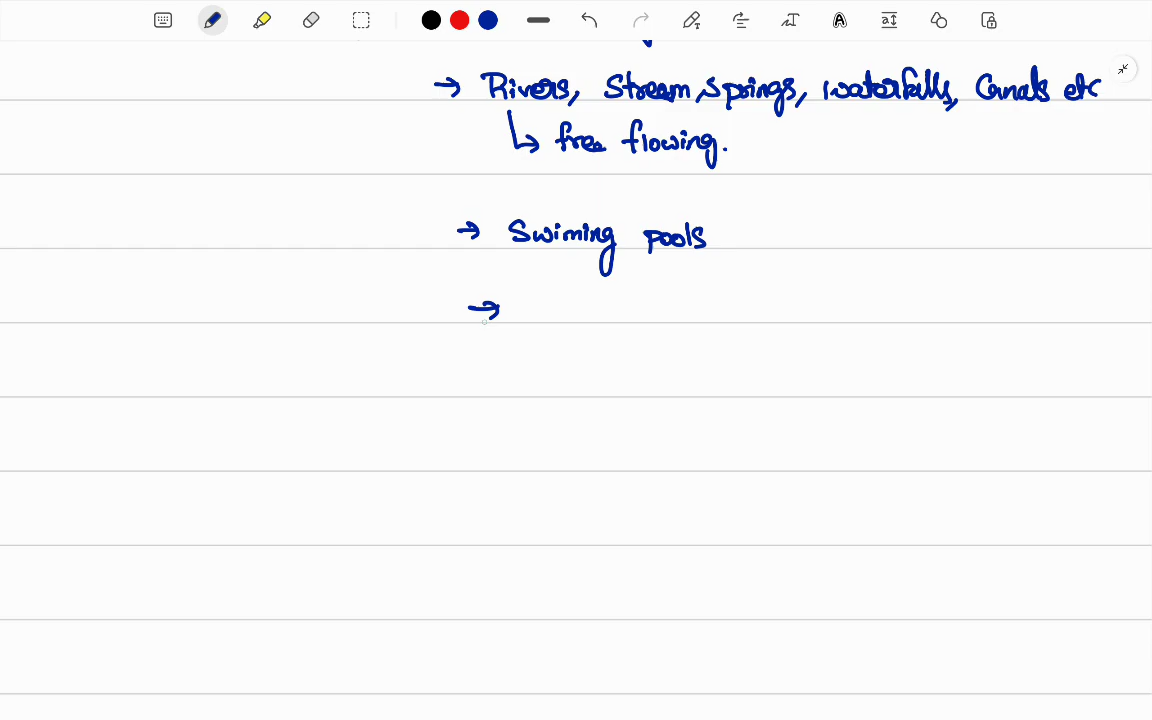 → Rivers, Stream, springs, waterfalls, Canals etc
↳ free flowing.
→ Swiming pools
→